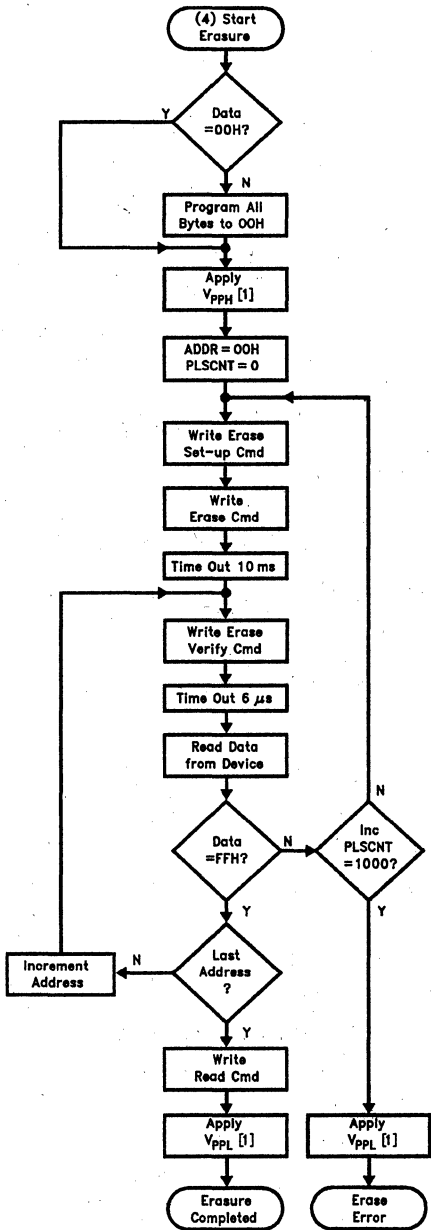 (4) Start
Erasure
Data
=00H?
Y
N
Program All
Bytes to 00H
Apply
VPPH [1]
ADDR = 00H
PLSCNT = 0
Write Erase
Set-up Cmd
Write
Erase Cmd
Time Out 10 ms
Write Erase
Verify Cmd
Time Out 6 μs
Read Data
from Device
Data
=FFH?
N
Y
Inc
PLSCNT
=1000?
N
Y
Last
Address
?
N
Y
Increment
Address
Write
Read Cmd
Apply
VPPL [1]
Apply
VPPL [1]
Erasure
Completed
Erase
Error